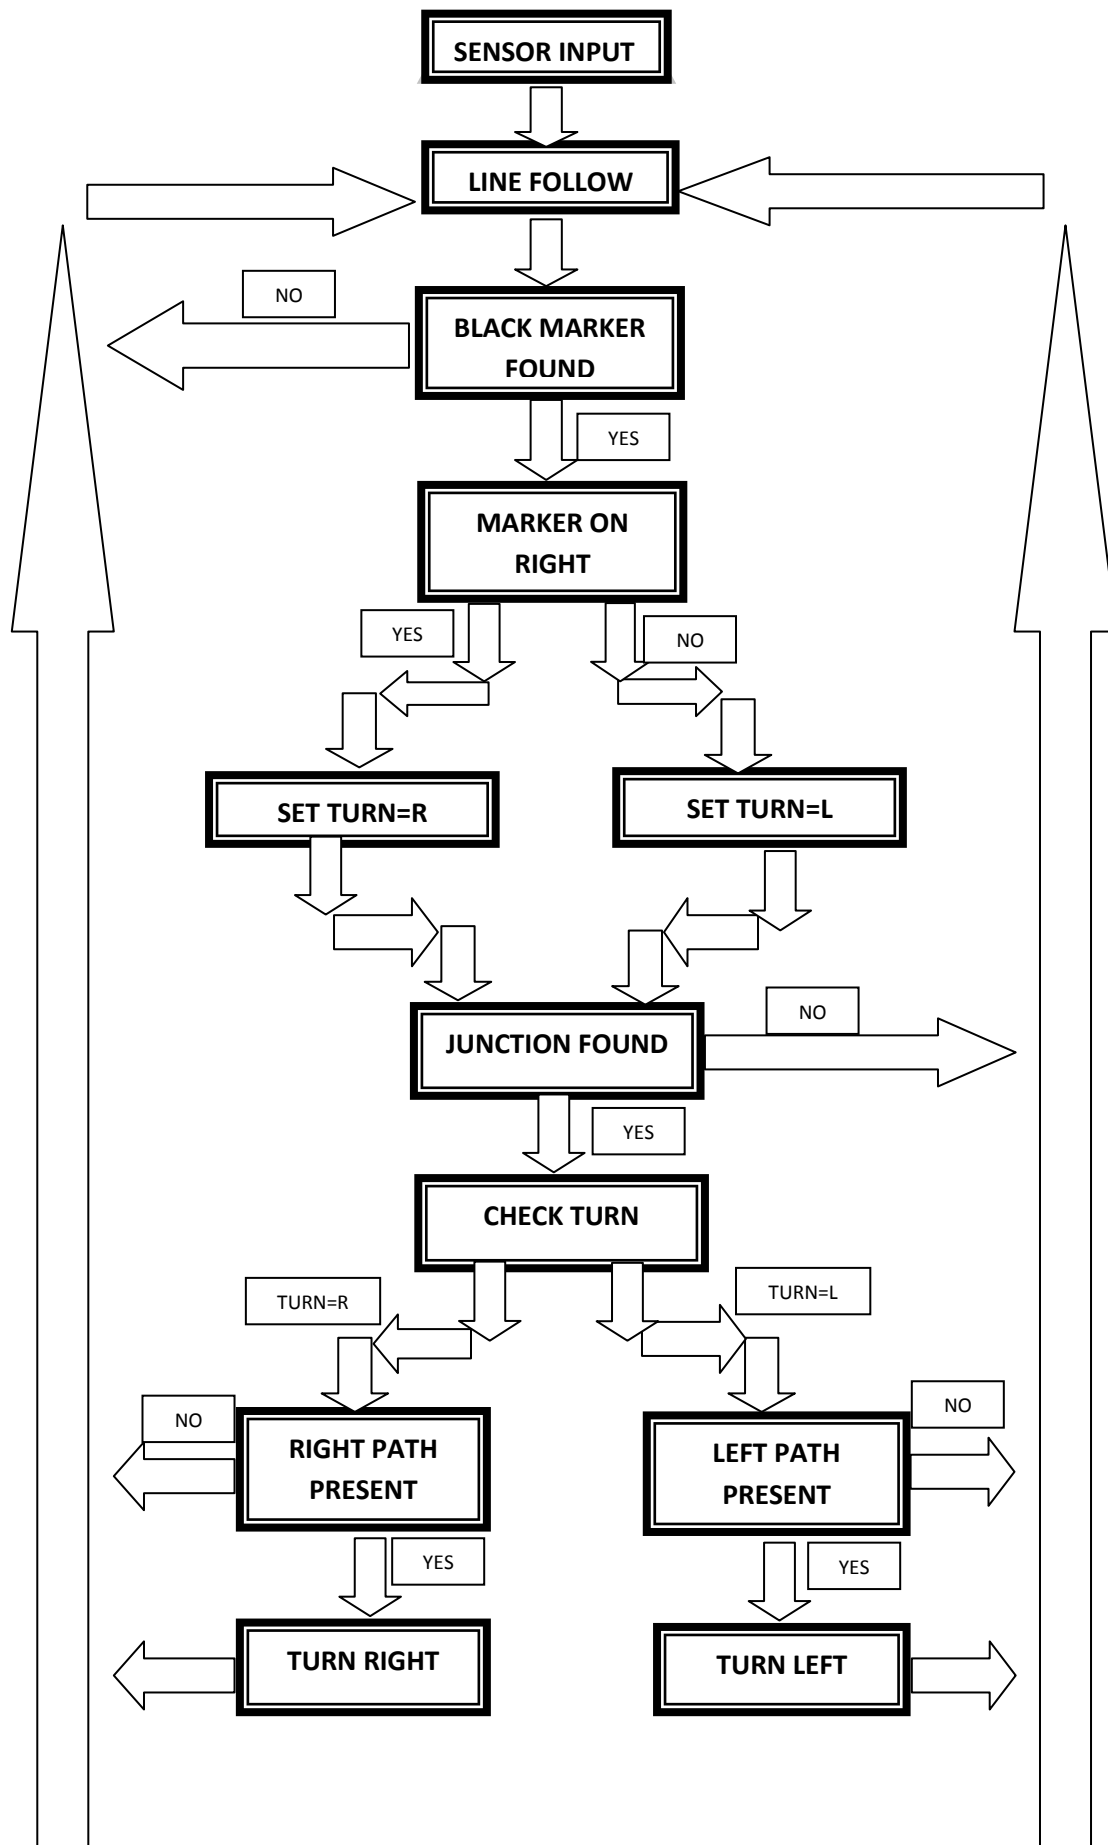 SENSOR INPUT
LINE FOLLOW
NO
BLACK MARKER
FOUND
YES
MARKER ON
RIGHT
YES
NO
SET TURN=R
SET TURN=L
JUNCTION FOUND
NO
YES
CHECK TURN
TURN=R
TURN=L
NO
RIGHT PATH
PRESENT
LEFT PATH
PRESENT
NO
YES
YES
TURN RIGHT
TURN LEFT